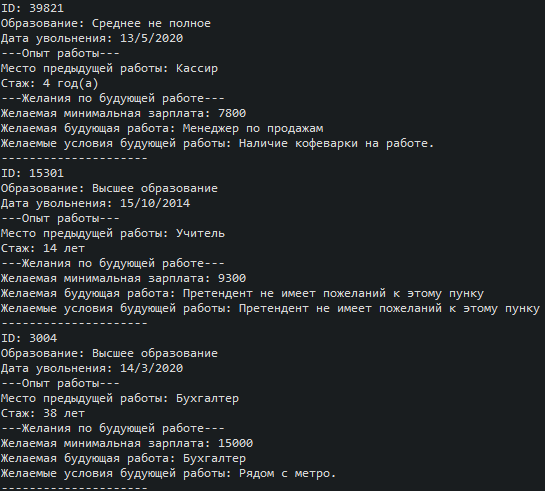 ID: 39821
Образование: Среднее не полное
Дата увольнения: 13/5/2020
---Опыт работы---
Место предыдущей работы: Кассир
Стаж: 4 год(а)
---Желания по будующей работе---
Желаемая минимальная зарплата: 7800
Желаемая будующая работа: Менеджер по продажам
Желаемые условия будующей работы: Наличие кофеварки на работе.
---------------------
ID: 15301
Образование: Высшее образование
Дата увольнения: 15/10/2014
---Опыт работы---
Место предыдущей работы: Учитель
Стаж: 14 лет
---Желания по будующей работе---
Желаемая минимальная зарплата: 9300
Желаемая будующая работа: Претендент не имеет пожеланий к этому пунку
Желаемые условия будующей работы: Претендент не имеет пожеланий к этому пунку
---------------------
ID: 3004
Образование: Высшее образование
Дата увольнения: 14/3/2020
---Опыт работы---
Место предыдущей работы: Бухгалтер
Стаж: 38 лет
---Желания по будующей работе---
Желаемая минимальная зарплата: 15000
Желаемая будующая работа: Бухгалтер
Желаемые условия будующей работы: Рядом с метро.
---------------------